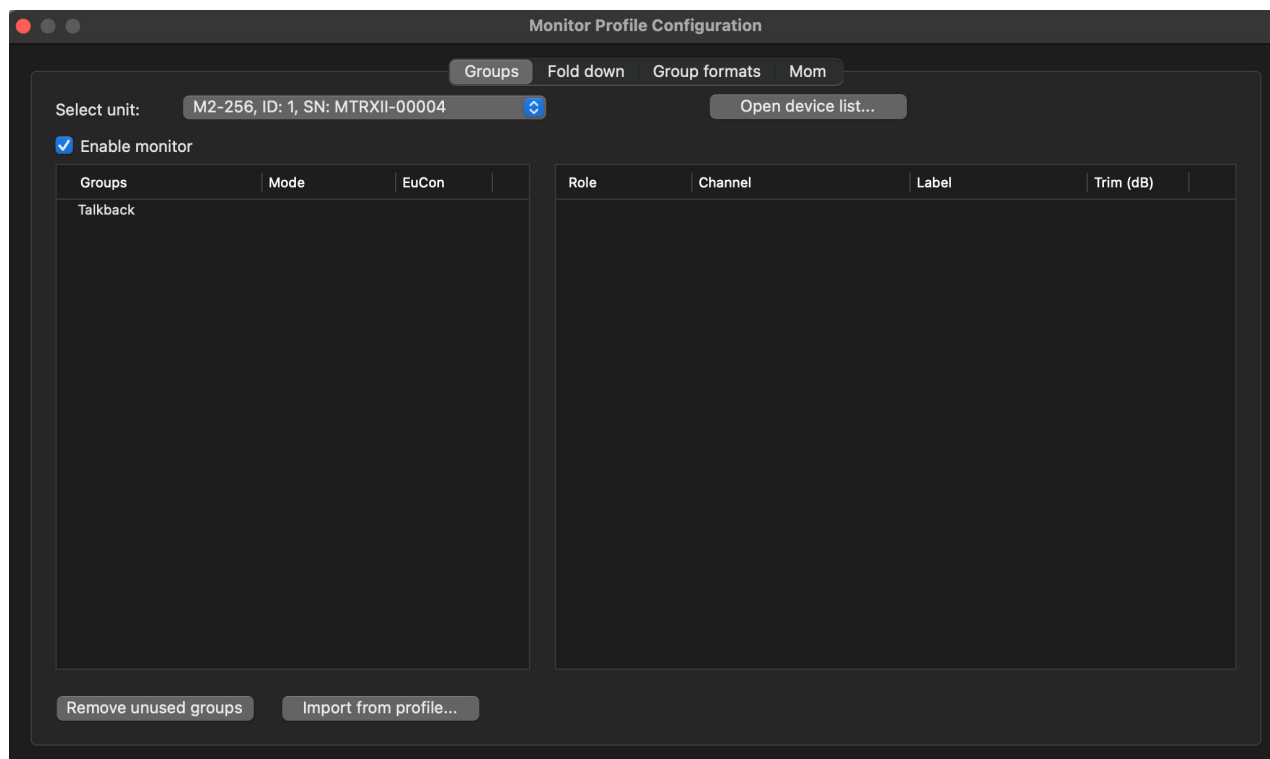 Monitor Profile Configuration
Groups Fold down Group formats Mom
Select unit: M2-256, ID: 1, SN: MTRXII-00004 Open device list...
Enable monitor
Groups Mode EuCon Role Channel Label Trim (dB)
Talkback
Remove unused groups Import from profile...